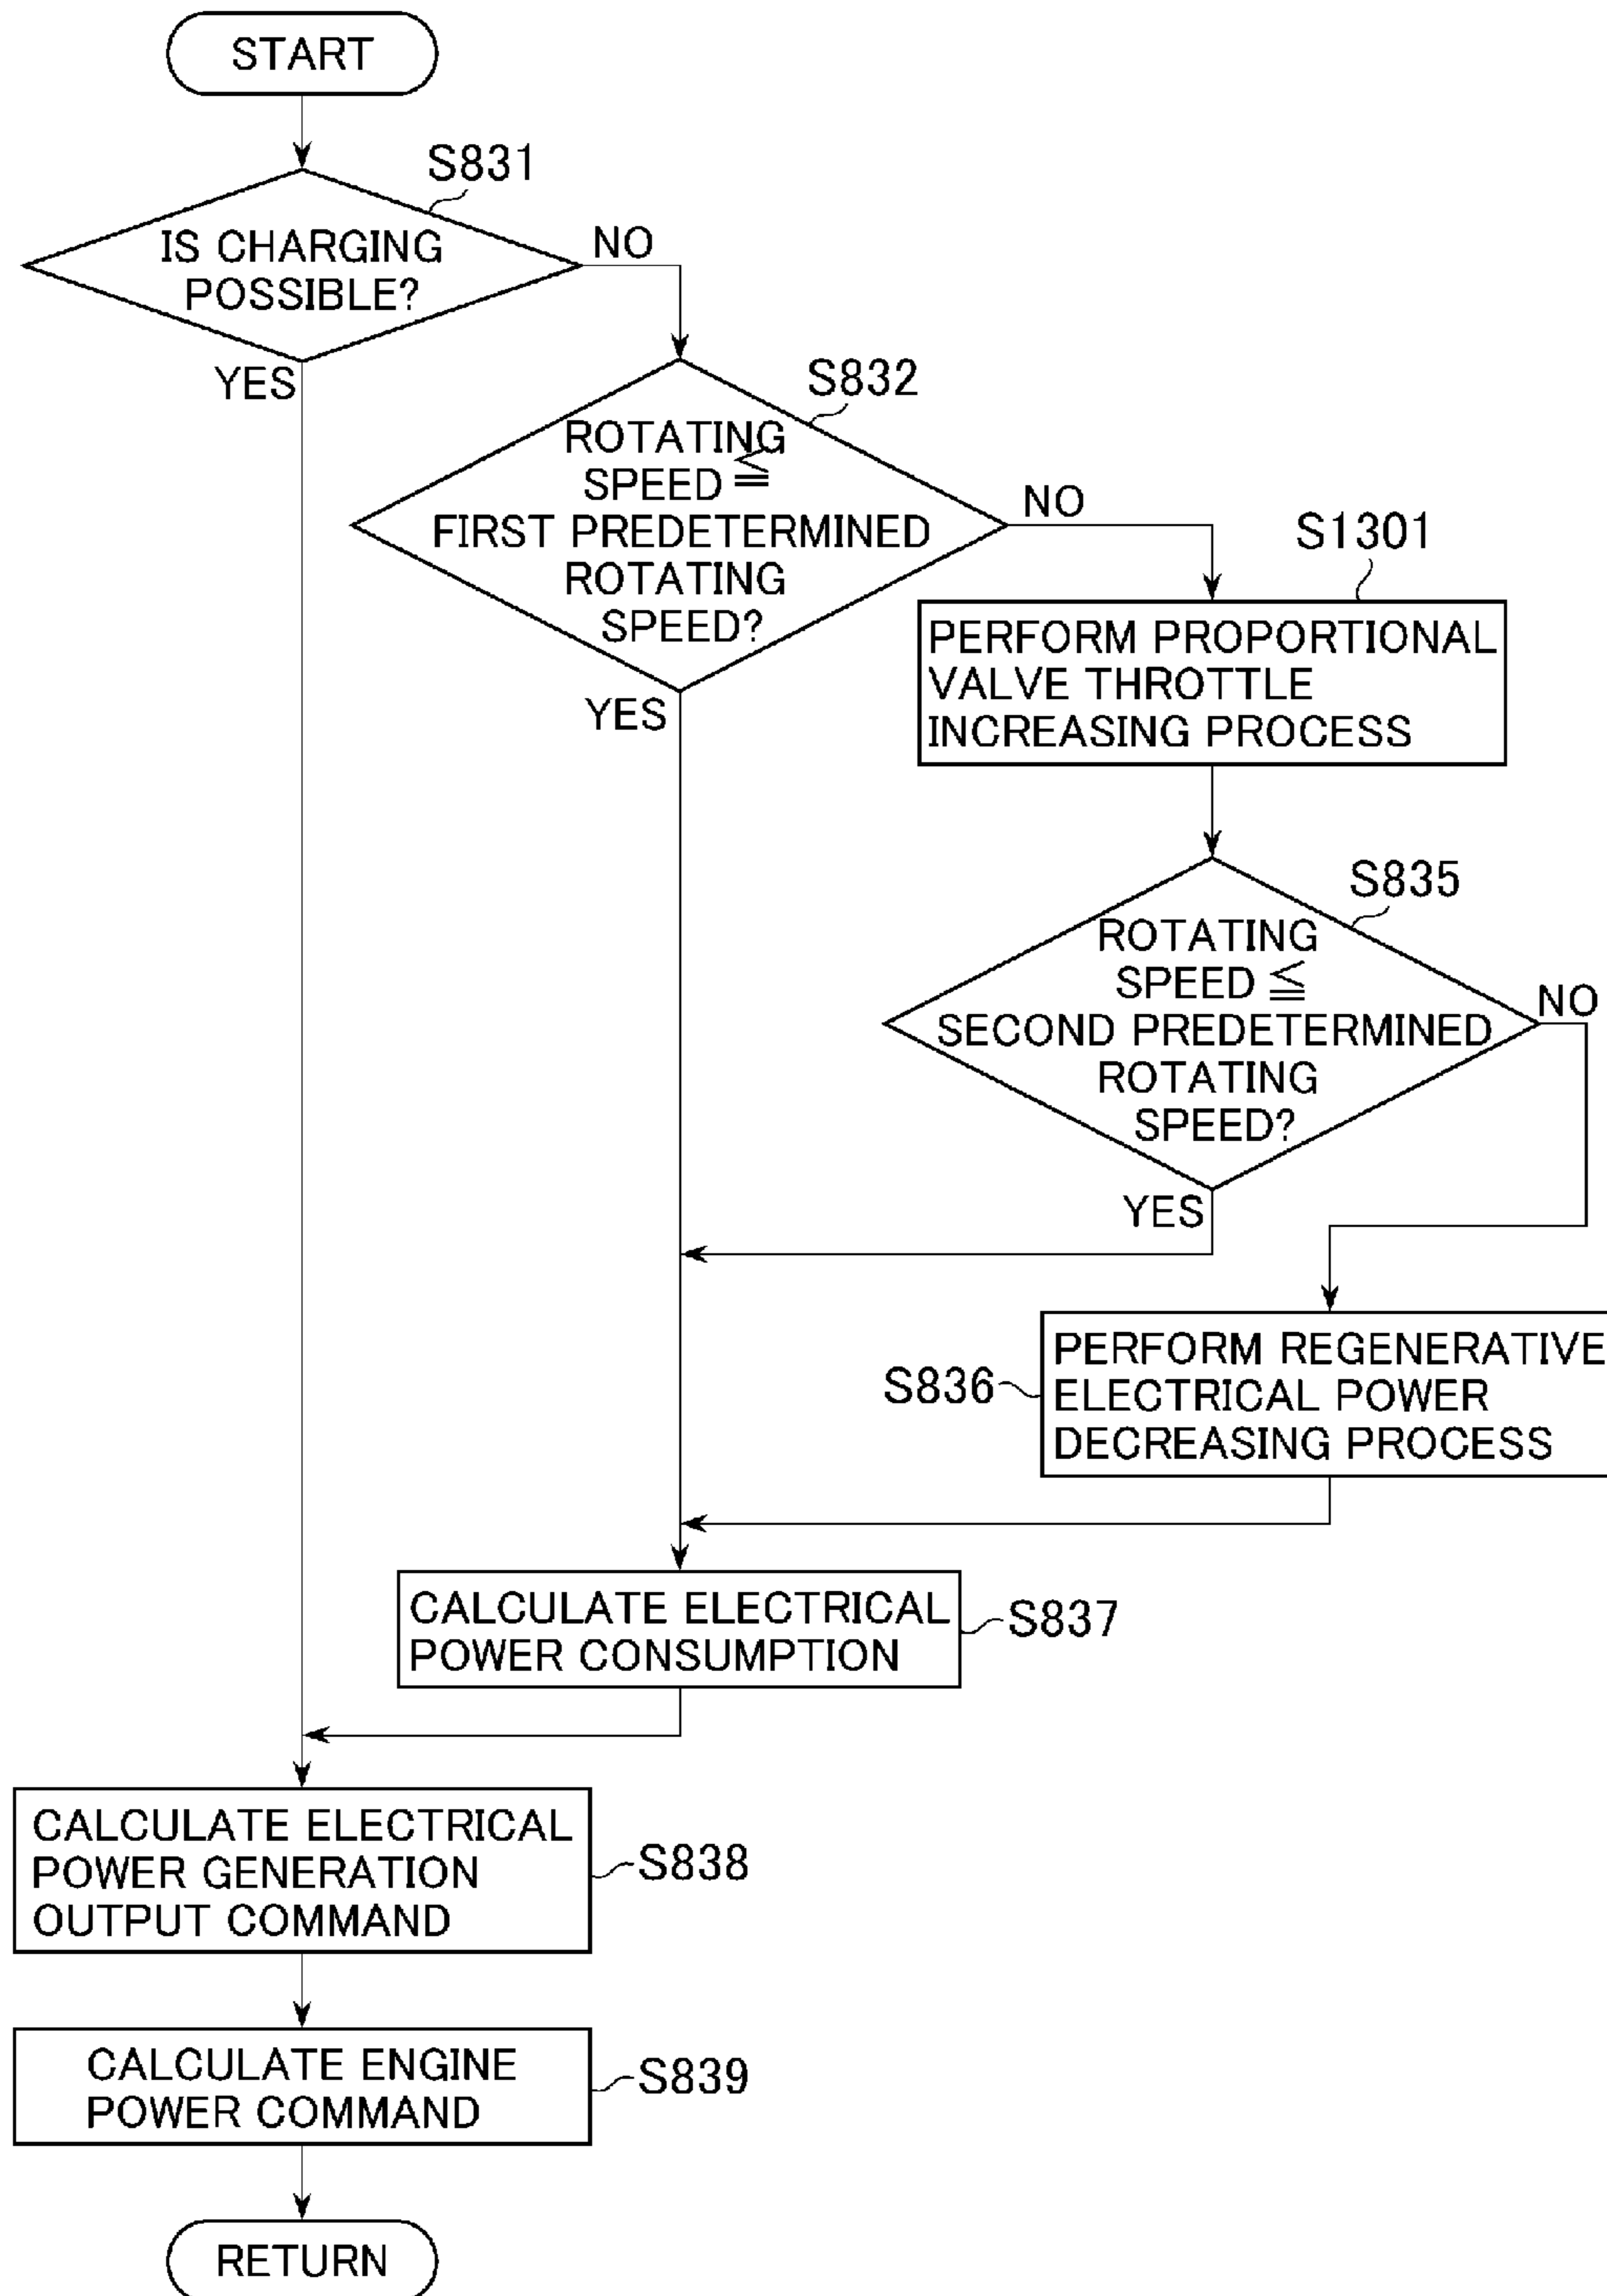 START
S831
IS CHARGING
POSSIBLE?
NO
YES
S832
ROTATING
SPEED ≦
FIRST PREDETERMINED
ROTATING
SPEED?
NO
YES
S1301
PERFORM PROPORTIONAL
VALVE THROTTLE
INCREASING PROCESS
S835
ROTATING
SPEED ≦
SECOND PREDETERMINED
ROTATING
SPEED?
NO
YES
S836
PERFORM REGENERATIVE
ELECTRICAL POWER
DECREASING PROCESS
CALCULATE ELECTRICAL
POWER CONSUMPTION
S837
CALCULATE ELECTRICAL
POWER GENERATION
OUTPUT COMMAND
S838
CALCULATE ENGINE
POWER COMMAND
S839
RETURN